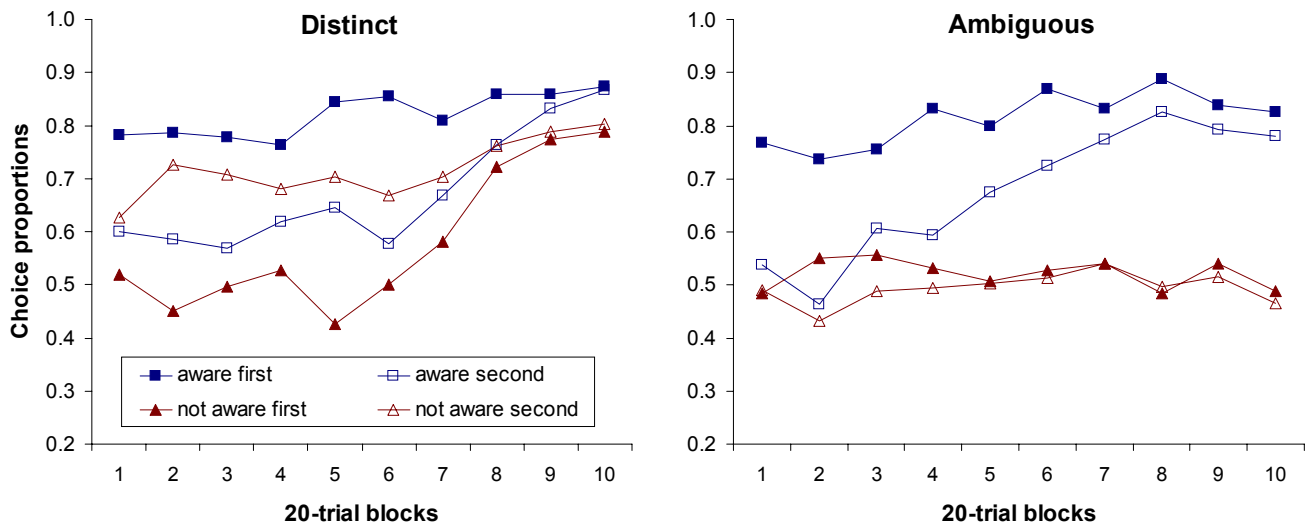 Distinct
Choice proportions
1.0
0.9
0.8
0.7
0.6
0.5
0.4
0.3
0.2
aware first
aware second
not aware first
not aware second
1 2 3 4 5 6 7 8 9 10
20-trial blocks
Ambiguous
1.0
0.9
0.8
0.7
0.6
0.5
0.4
0.3
0.2
1 2 3 4 5 6 7 8 9 10
20-trial blocks